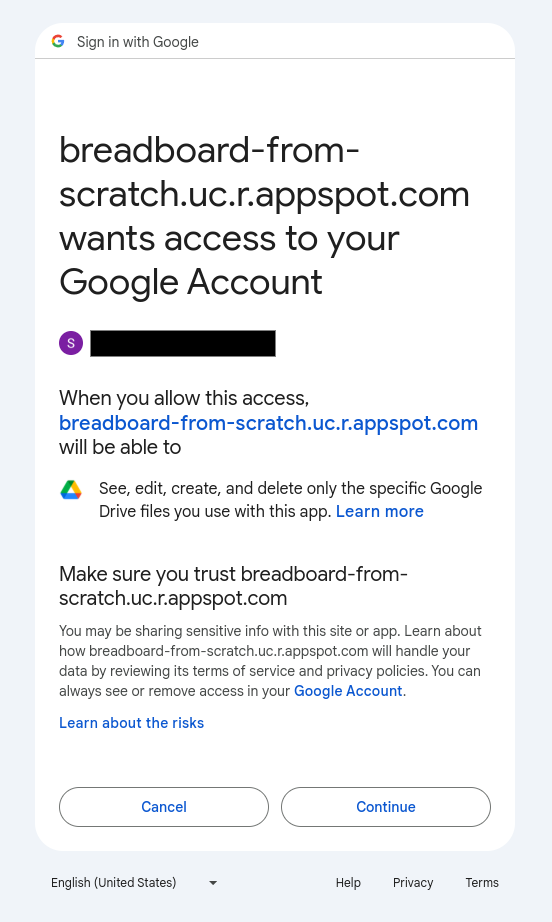 Sign in with Google
breadboard-from-
scratch.uc.r.appspot.com
wants access to your
Google Account
S
When you allow this access,
breadboard-from-scratch.uc.r.appspot.com
will be able to
See, edit, create, and delete only the specific Google
Drive files you use with this app. Learn more
Make sure you trust breadboard-from-
scratch.uc.r.appspot.com
You may be sharing sensitive info with this site or app. Learn about
how breadboard-from-scratch.uc.r.appspot.com will handle your
data by reviewing its terms of service and privacy policies. You can
always see or remove access in your Google Account.
Learn about the risks
Cancel Continue
English (United States) Help Privacy Terms